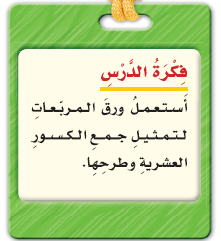 فِكْرَةُ الدَّرْسِ
أستعملُ ورقَ المربّعاتِ
لتمثيلِ جمعِ الكسورِ
العشريةِ وطرحِها.